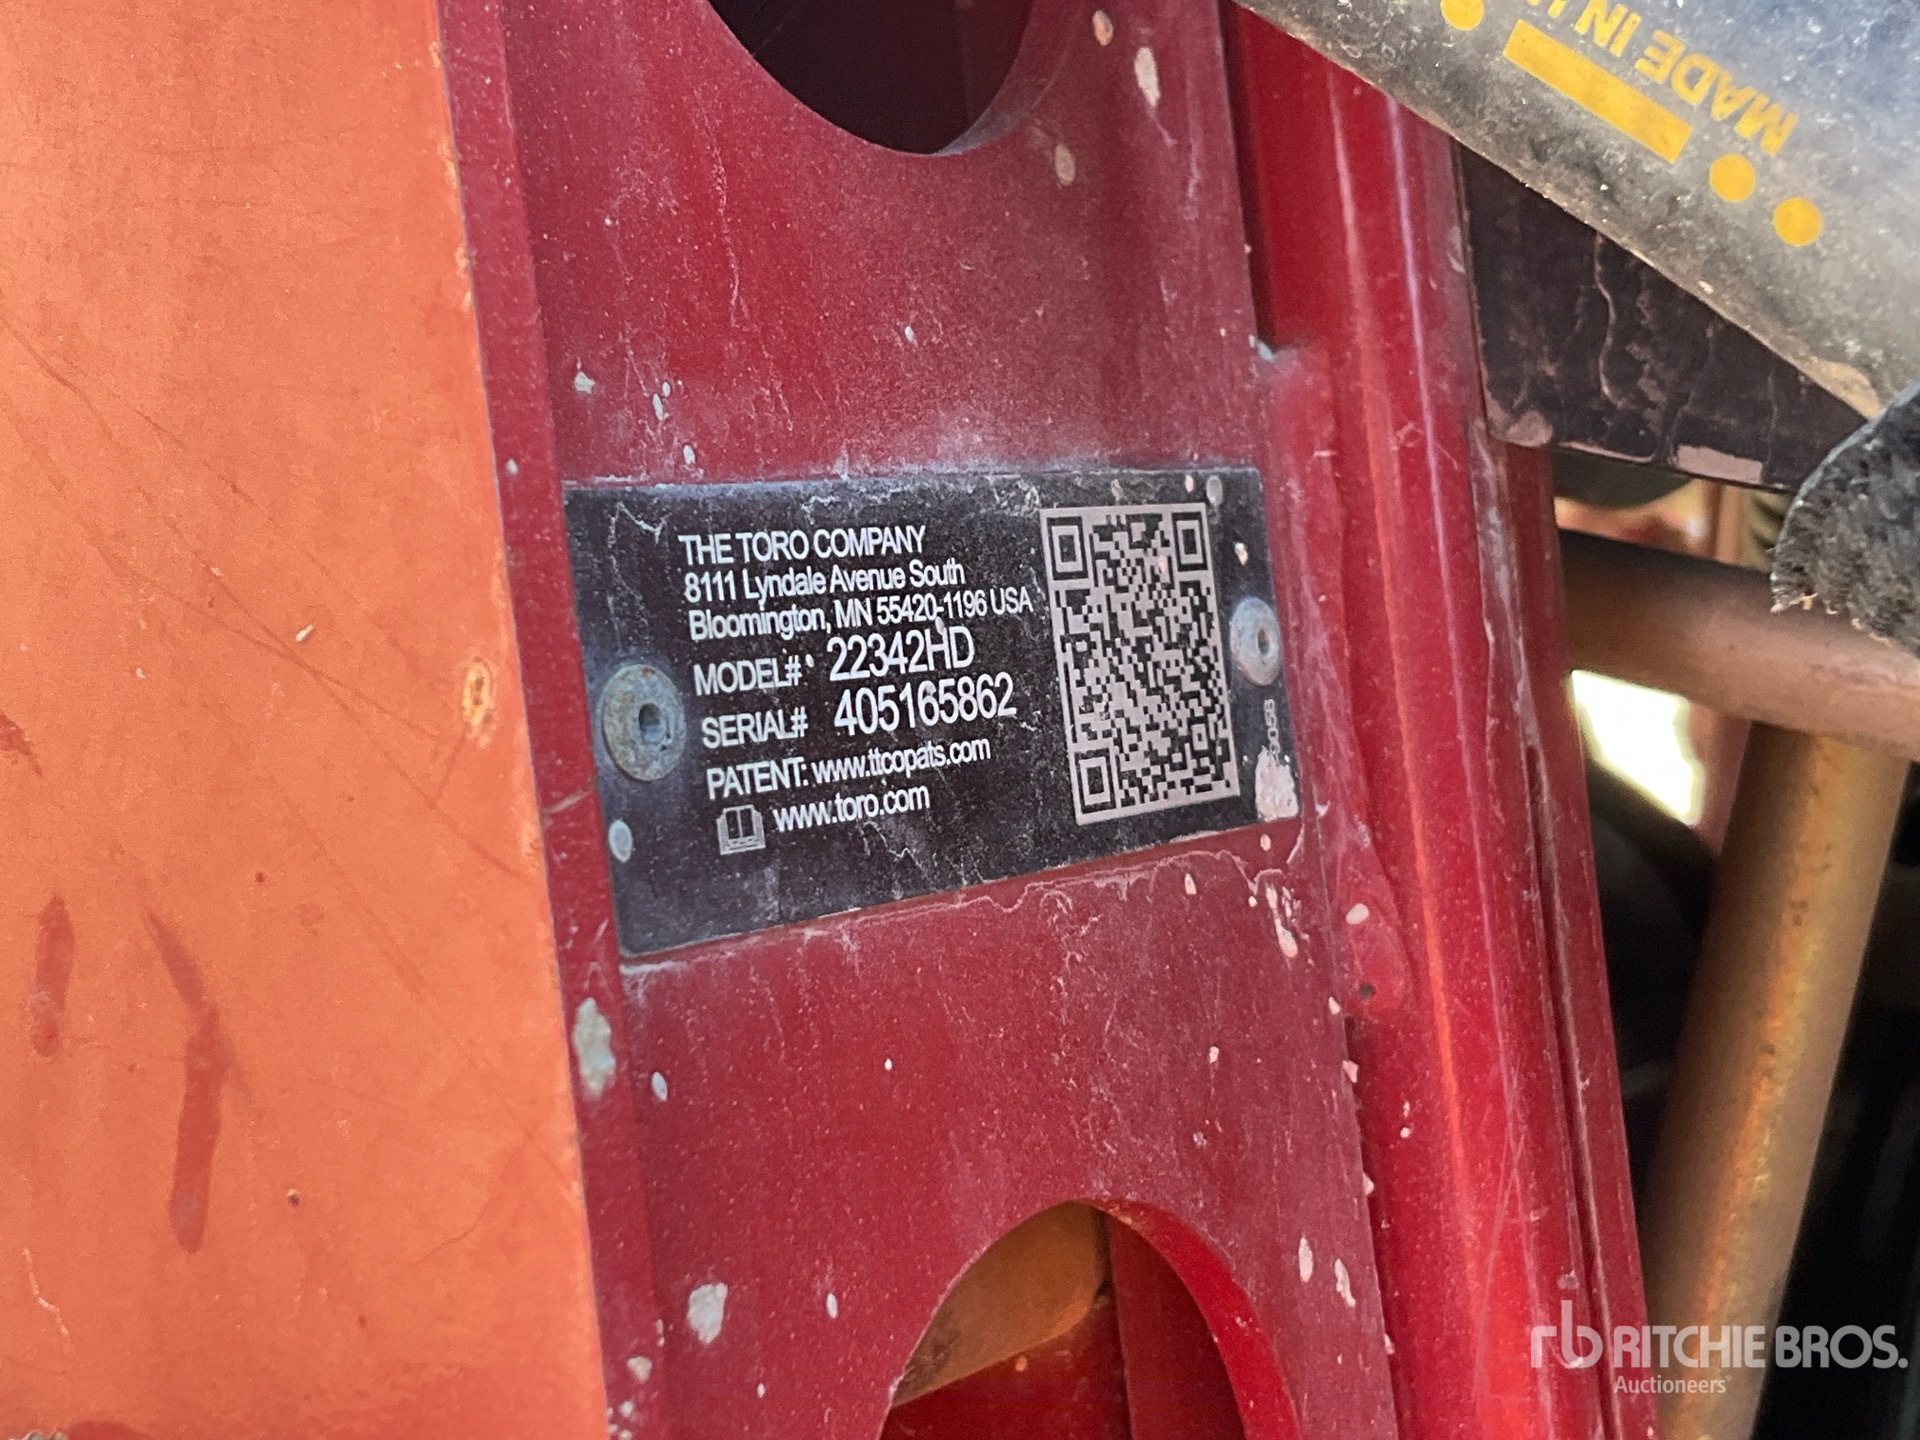 MADE IN
THE TORO COMPANY
8111 Lyndale Avenue South
Bloomington, MN 55420-1196 USA
MODEL#: 22342HD
SERIAL# 405165862
PATENT: www.ttcopats.com
www.toro.com
rb RITCHIE BROS.
Auctioneers